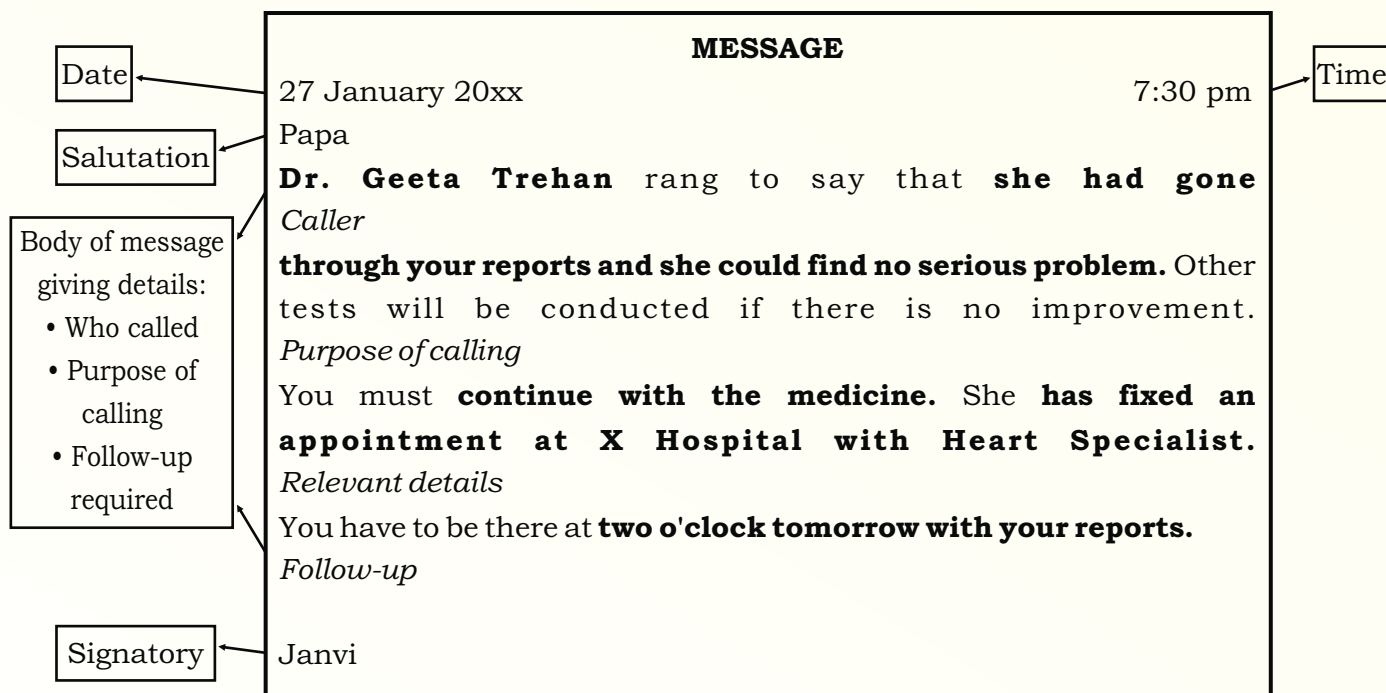 MESSAGE
Date
27 January 20xx
7:30 pm
Time
Salutation
Papa
Dr. Geeta Trehan rang to say that she had gone
Caller
through your reports and she could find no serious problem. Other
tests will be conducted if there is no improvement.
Purpose of calling
You must continue with the medicine. She has fixed an
appointment at X Hospital with Heart Specialist.
Relevant details
You have to be there at two o'clock tomorrow with your reports.
Follow-up
Body of message
giving details:
• Who called
• Purpose of
calling
• Follow-up
required
Signatory
Janvi